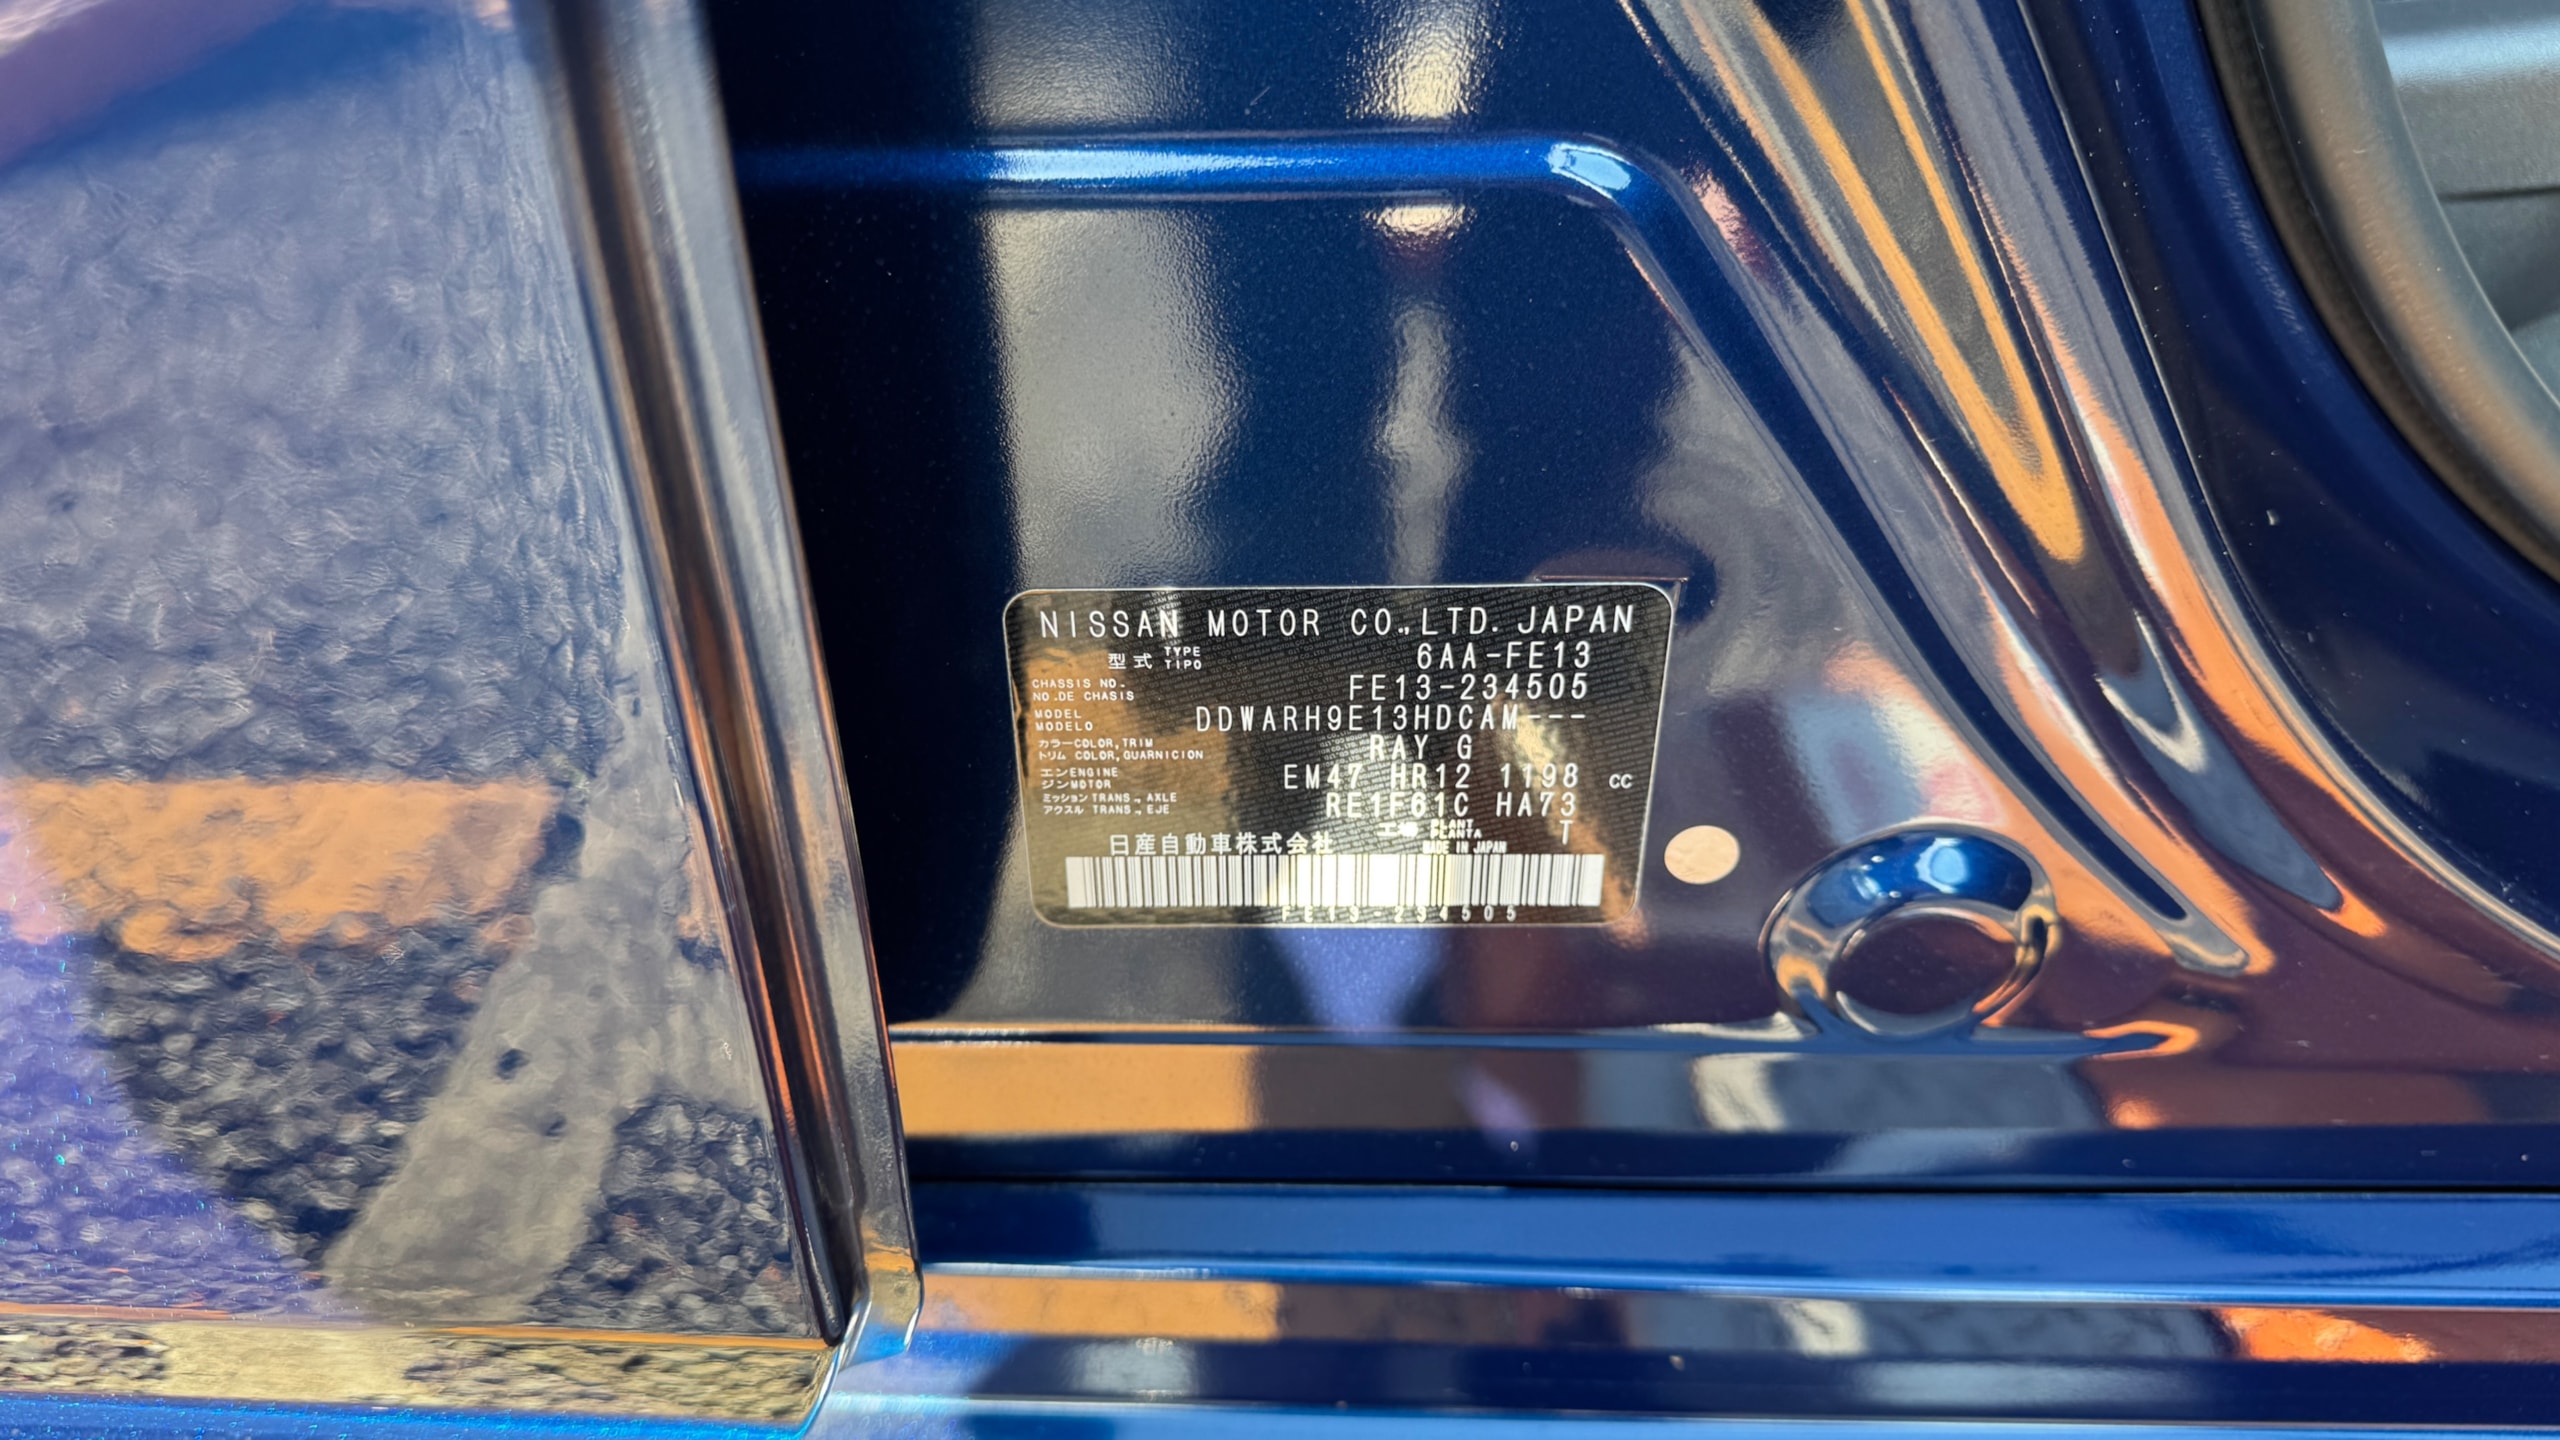 NISSAN MOTOR CO.,LTD. JAPAN
型式 TYPE TIPO 6AA-FE13
CHASSIS NO. NO.DE CHASIS FE13-234505
MODEL MODELO DDWARH9E13HDCAM---
カラー COLOR,TRIM トリム COLOR,GUARNICION RAY G
エンジン ENGINE MOTOR EM47 HR12 1198 cc
ミッション TRANS., AXLE アクスル TRANS., EJE RE1F61C HA73
工場 PLANT PLANTA T
日産自動車株式会社 MADE IN JAPAN
FE13-234505